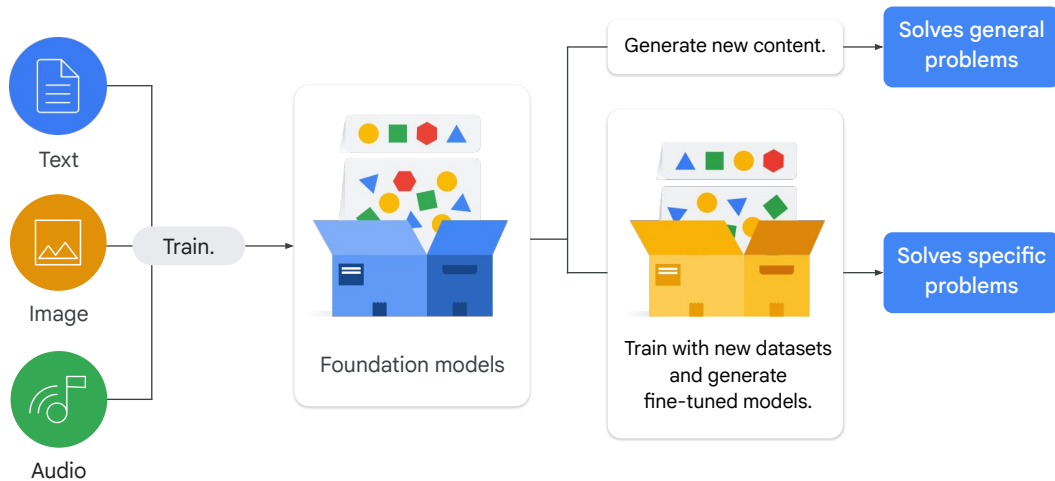 Text
Image
Audio
Train.
Foundation models
Generate new content.
Solves general
problems
Train with new datasets
and generate
fine-tuned models.
Solves specific
problems